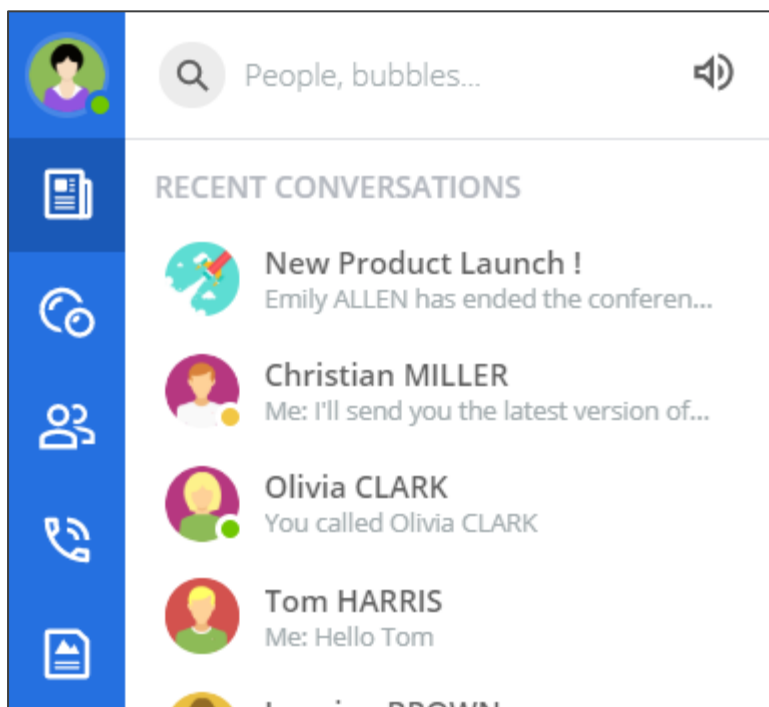 People, bubbles...
RECENT CONVERSATIONS
New Product Launch !
Emily ALLEN has ended the conferen...
Christian MILLER
Me: I'll send you the latest version of...
Olivia CLARK
You called Olivia CLARK
Tom HARRIS
Me: Hello Tom
BROWN